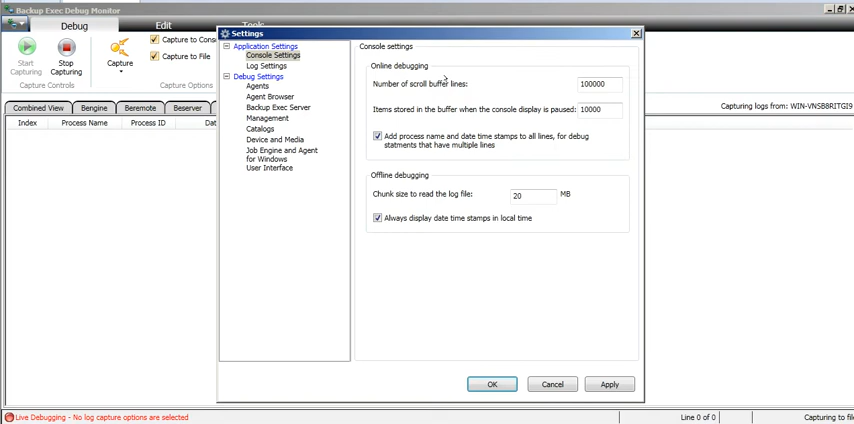 Backup Exec Debug Monitor
Debug
Edit
Tools
Start
Capturing
Stop
Capturing
Capture
Capture to Cons
Capture to File
Capture Controls
Capture Options
Combined View
Bengine
Beremote
Beserver
Capturing logs from: WIN-VNSB8RITGI9
Index
Process Name
Process ID
Dat
Settings
Application Settings
Console Settings
Log Settings
Debug Settings
Agents
Agent Browser
Backup Exec Server
Management
Catalogs
Device and Media
Job Engine and Agent
for Windows
User Interface
Console settings
Online debugging
Number of scroll buffer lines:
100000
Items stored in the buffer when the console display is paused:
10000
Add process name and date time stamps to all lines, for debug
statments that have multiple lines
Offline debugging
Chunk size to read the log file:
20
MB
Always display date time stamps in local time
OK
Cancel
Apply
Live Debugging - No log capture options are selected
Line 0 of 0
Capturing to file